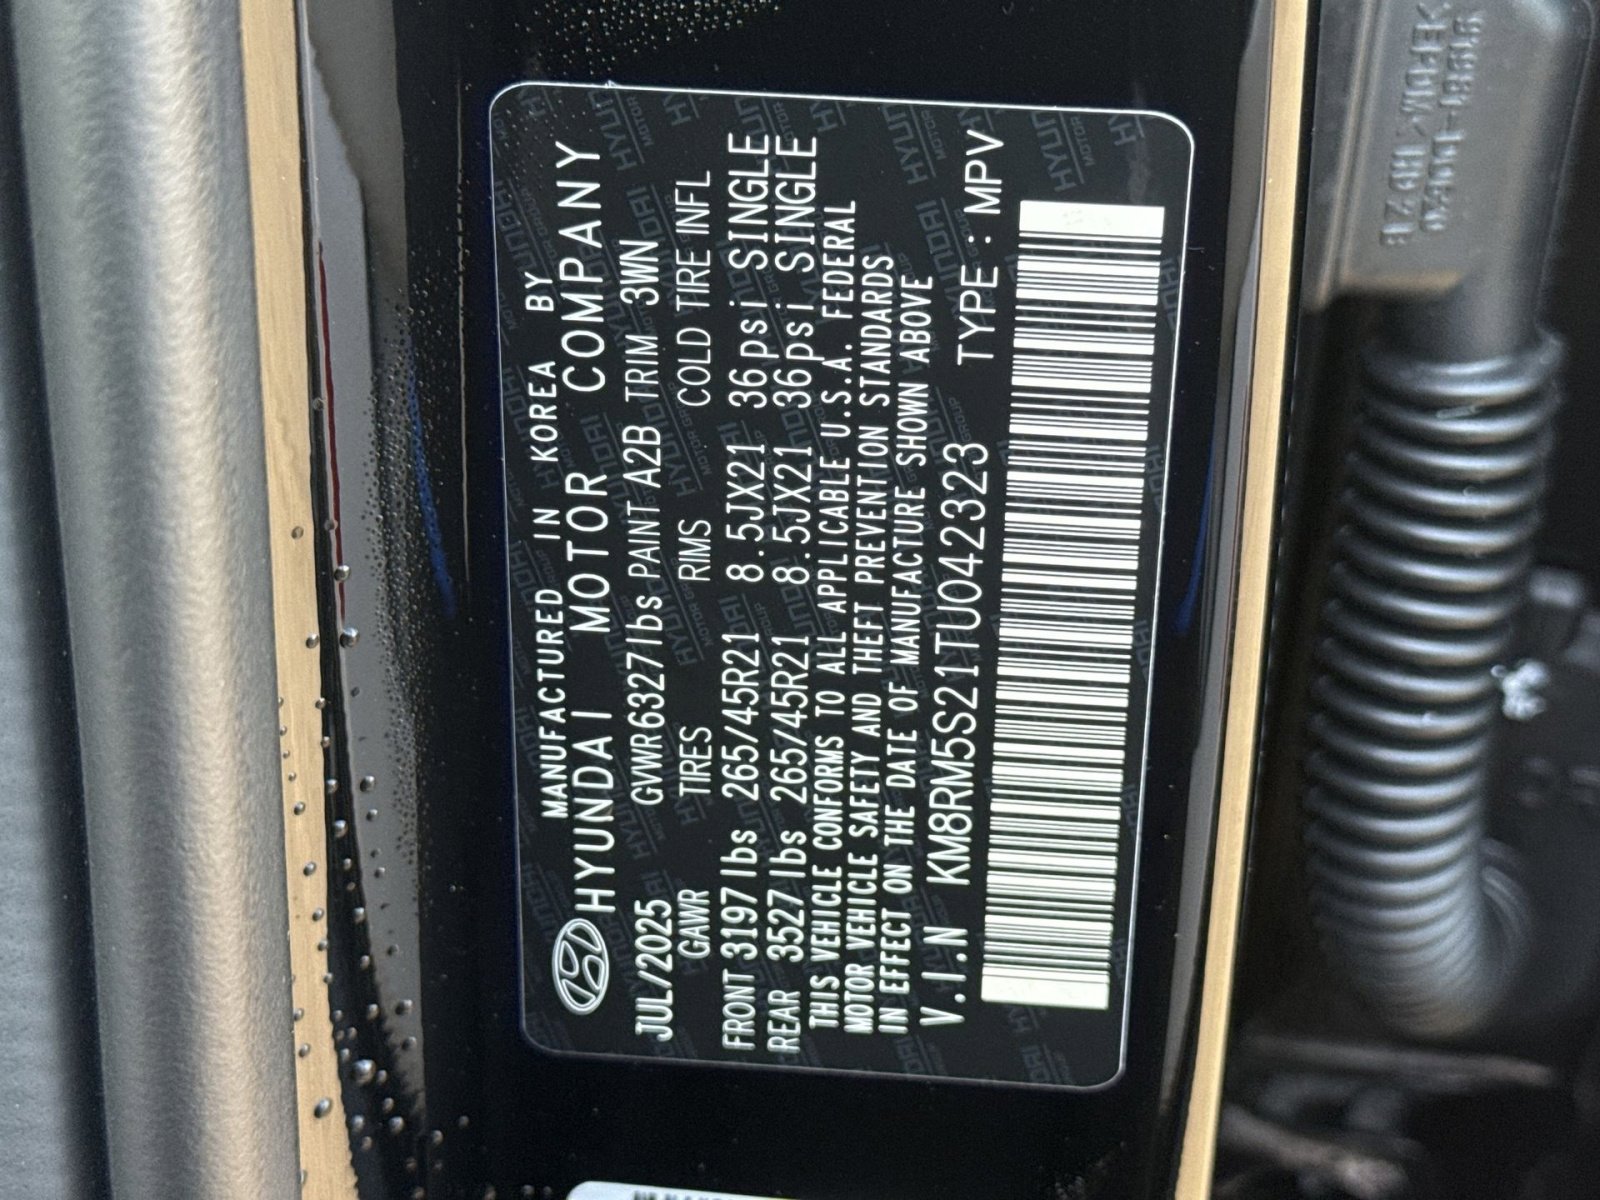 MANUFACTURED IN KOREA BY
HYUNDAI MOTOR COMPANY
JUL/2025 GVWR6327lbs PAINT A2B TRIM 3WN
GAWR TIRES RIMS COLD TIRE INFL
FRONT 3197lbs 265/45R21 8.5JX21 36psi SINGLE
REAR 3527lbs 265/45R21 8.5JX21 36psi SINGLE
THIS VEHICLE CONFORMS TO ALL APPLICABLE U.S.A. FEDERAL
MOTOR VEHICLE SAFETY AND THEFT PREVENTION STANDARDS
IN EFFECT ON THE DATE OF MANUFACTURE SHOWN ABOVE
V.I.N KM8RM5S21TU042323 TYPE : MPV